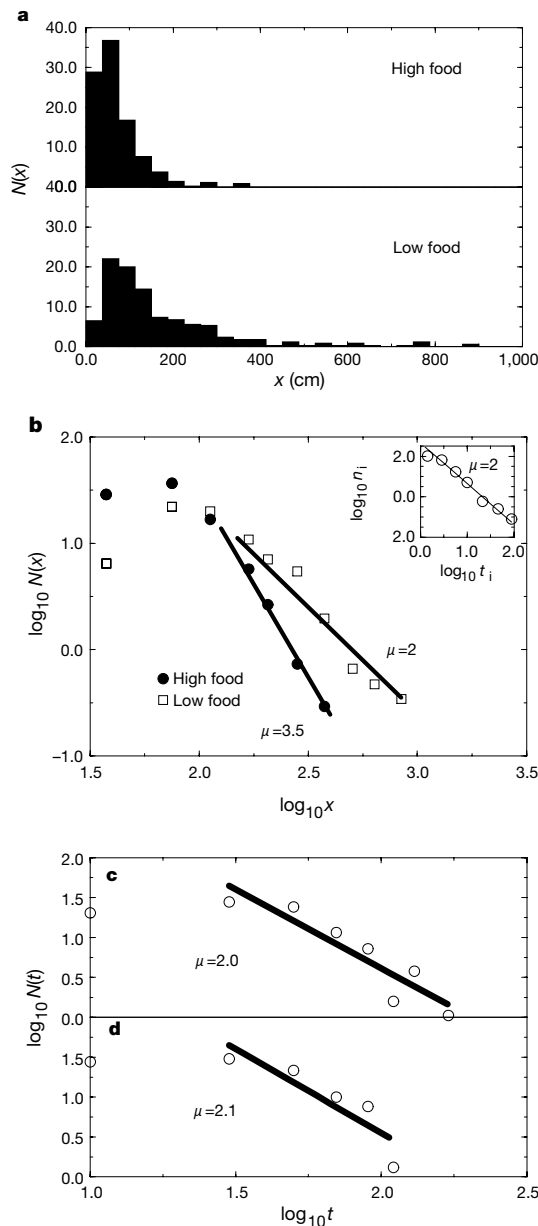 a
40.0
High food
30.0
20.0
10.0
N(x)
40.0
0.0
30.0
Low food
20.0
10.0
0.0
0.0 200 400 600 800 1,000
x (cm)
b
2.0
1.0
0.0
−1.0
log10 N(x)
High food
Low food
μ=3.5
μ=2
1.5 2.0 2.5 3.0 3.5
log10 x
log10 ni
2.0
0.0
2.0
μ=2
0.0 1.0 2.0
log10 ti
c
2.0
1.5
1.0
0.5
0.0
μ=2.0
log10 N(t)
d
1.5
1.0
0.5
0.0
μ=2.1
1.0 1.5 2.0 2.5
log10 t